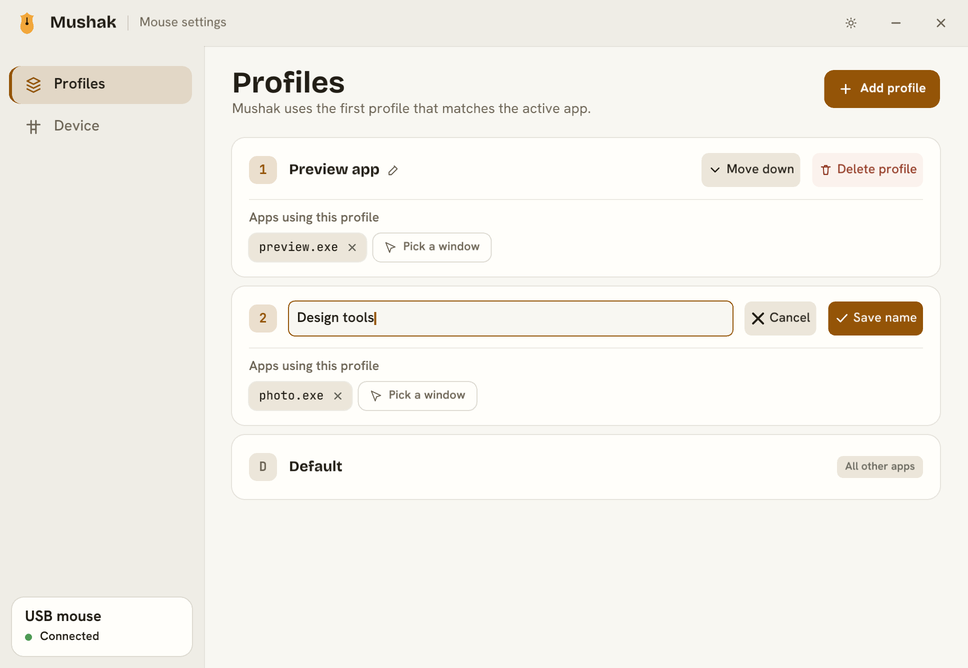 Mushak | Mouse settings
Profiles
Device
Profiles
Mushak uses the first profile that matches the active app.
+ Add profile
1 Preview app Move down Delete profile
Apps using this profile
preview.exe × Pick a window
2 Design tools Cancel Save name
Apps using this profile
photo.exe × Pick a window
D Default All other apps
USB mouse
Connected